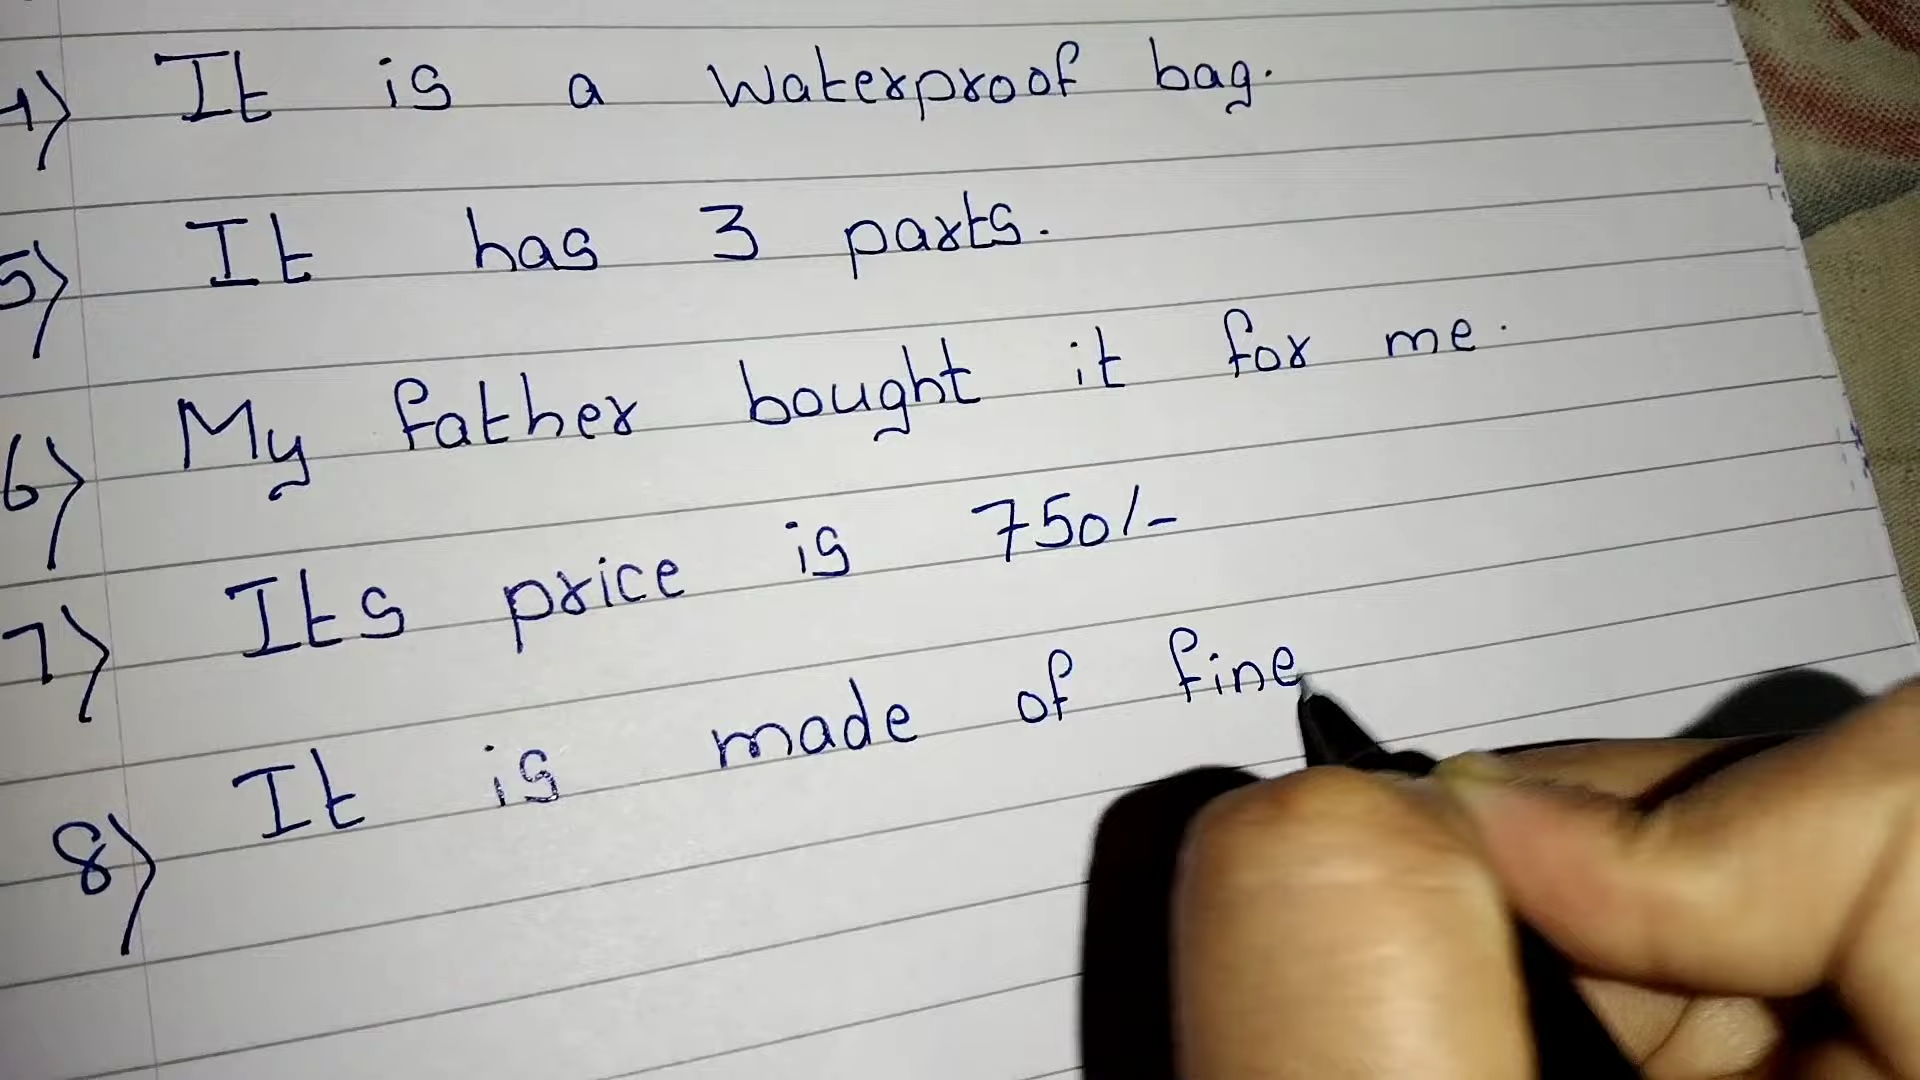 4) It is a waterproof bag.
5) It has 3 parts.
6) My father bought it for me.
7) Its price is 750/-
8) It is made of fine